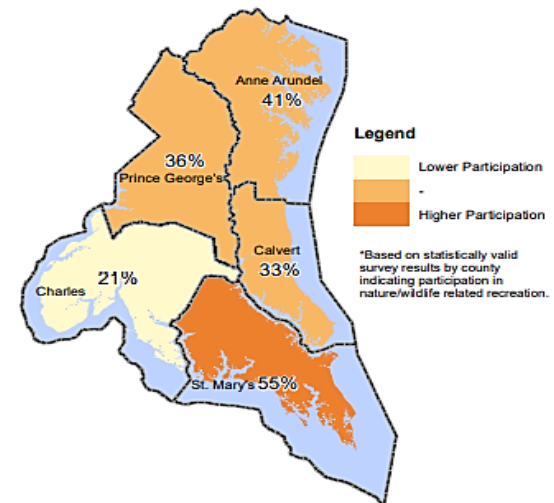 Anne Arundel
41%
36%
Prince George's
Calvert
33%
Charles
21%
St. Mary's 55%
Legend
Lower Participation
-
Higher Participation
*Based on statistically valid
survey results by county
indicating participation in
nature/wildlife related recreation.